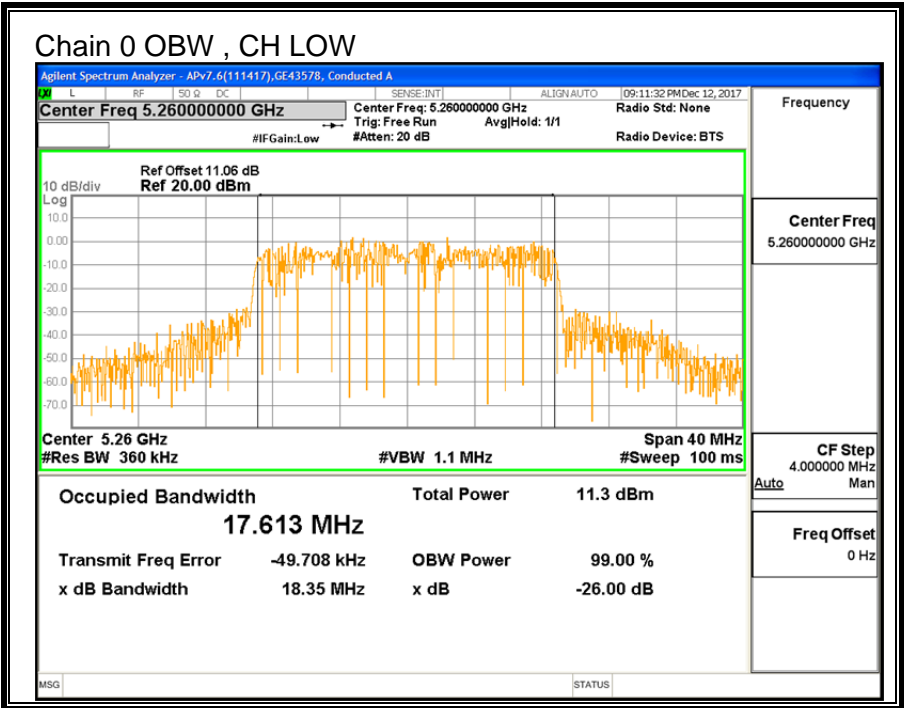 Chain 0 OBW , CH LOW
Agilent Spectrum Analyzer - APv7.6(111417),GE43578, Conducted A
LXI L RF 50 Ω DC SENSE:INT ALIGNAUTO 09:11:32 PMDec 12, 2017
Center Freq 5.260000000 GHz
Center Freq: 5.260000000 GHz
Radio Std: None
Trig: Free Run Avg|Hold: 1/1
#IFGain:Low
#Atten: 20 dB
Radio Device: BTS
Ref Offset 11.06 dB
10 dB/div Ref 20.00 dBm
Log
10.0
0.00
-10.0
-20.0
-30.0
-40.0
-50.0
-60.0
-70.0
Center 5.26 GHz Span 40 MHz
#Res BW 360 kHz #VBW 1.1 MHz #Sweep 100 ms
Occupied Bandwidth Total Power 11.3 dBm
17.613 MHz
Transmit Freq Error -49.708 kHz OBW Power 99.00 %
x dB Bandwidth 18.35 MHz x dB -26.00 dB
Frequency
Center Freq
5.260000000 GHz
CF Step
4.000000 MHz
Auto Man
Freq Offset
0 Hz
MSG STATUS